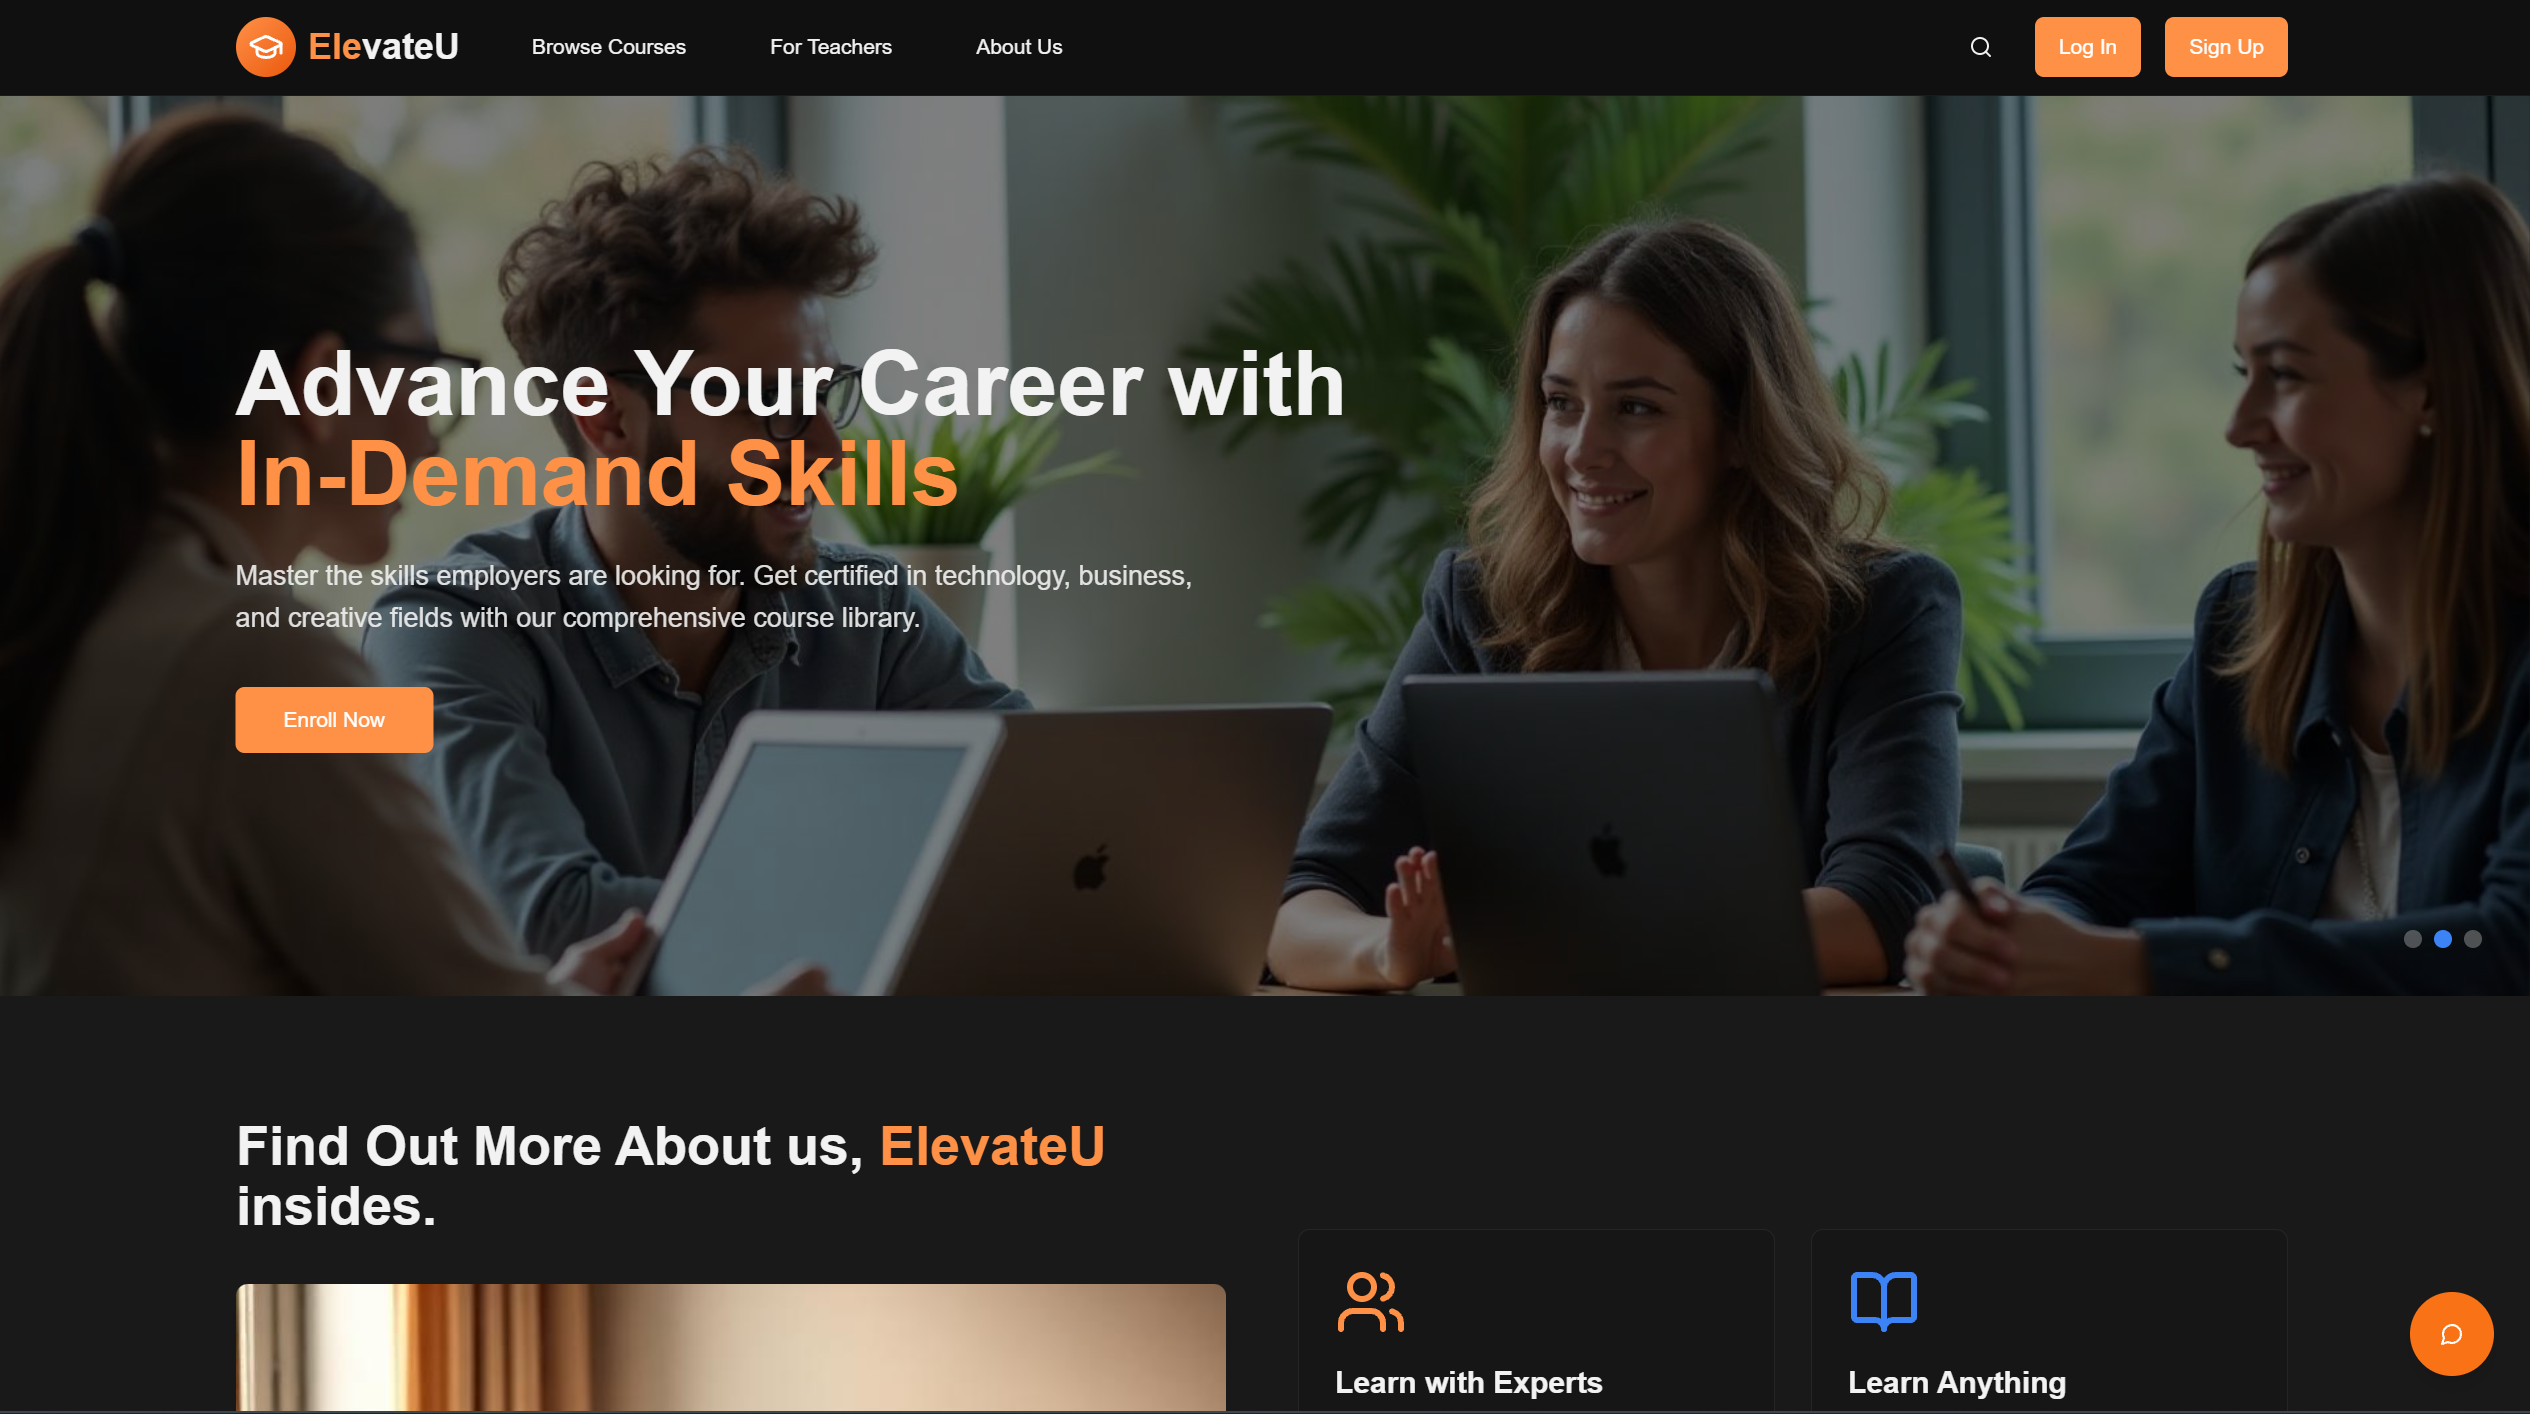 ElevateU
Browse Courses
For Teachers
About Us
Log In
Sign Up
Advance Your Career with
In-Demand Skills
Master the skills employers are looking for. Get certified in technology, business,
and creative fields with our comprehensive course library.
Enroll Now
Find Out More About us, ElevateU
insides.
Learn with Experts
Learn Anything